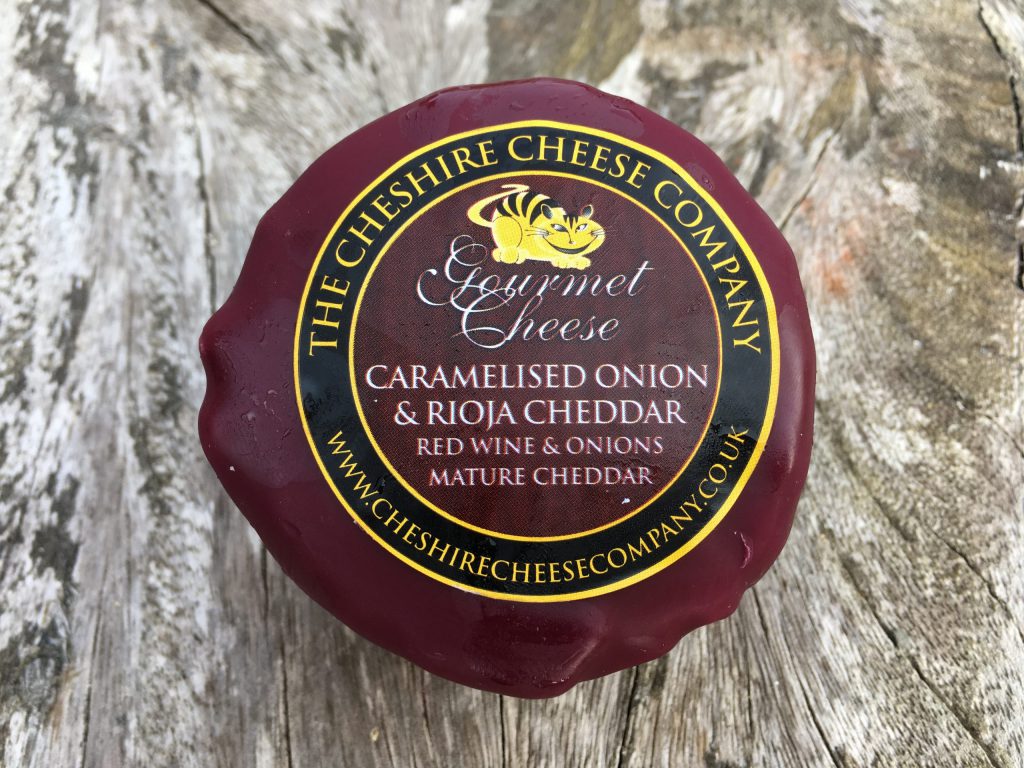 THE CHESHIRE CHEESE COMPANY
Gourmet
Cheese
CARAMELISED ONION
& RIOJA CHEDDAR
RED WINE & ONIONS
MATURE CHEDDAR
WWW.CHESHIRECHEESECOMPANY.CO.UK